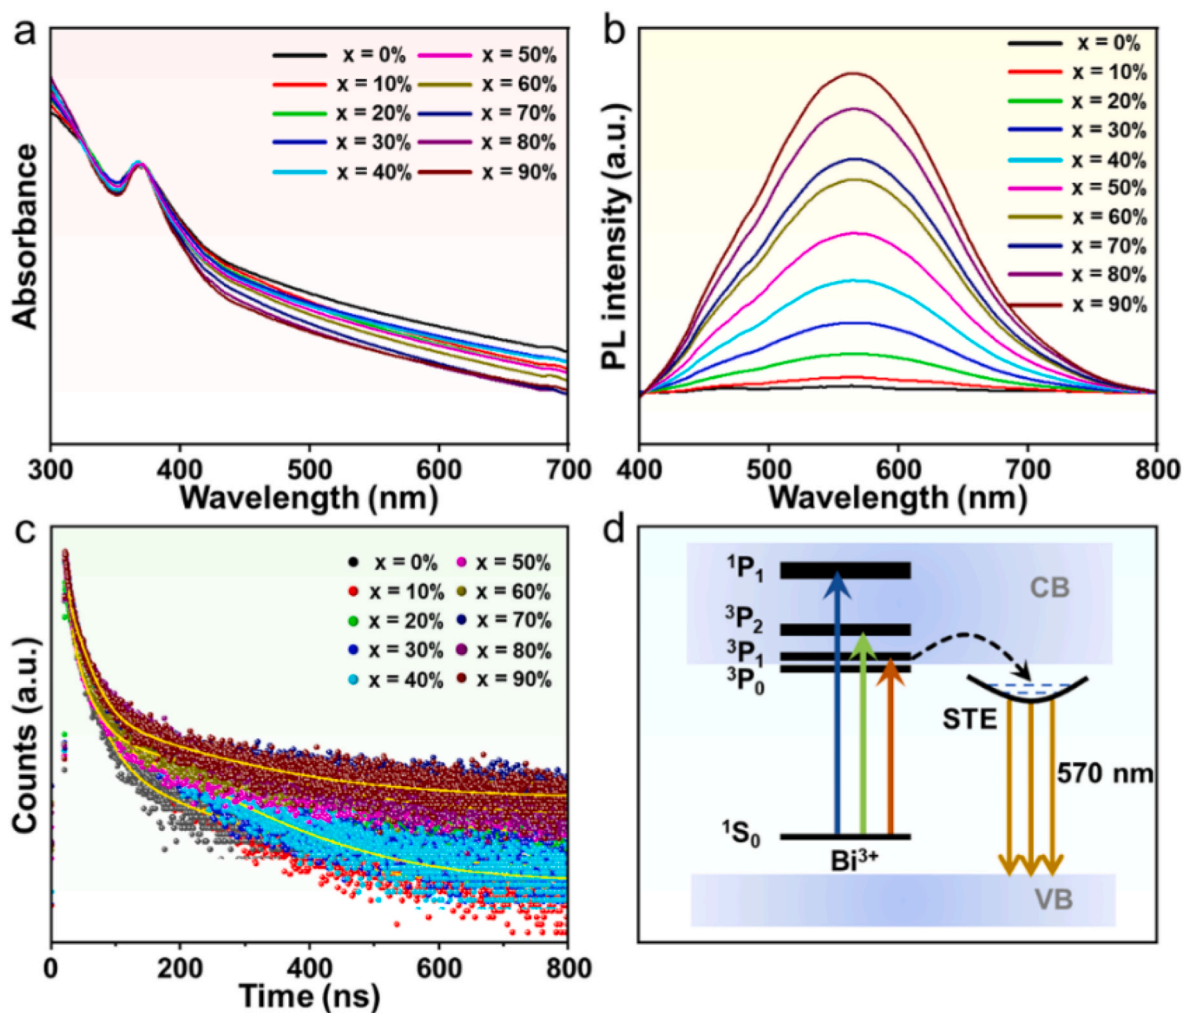 a
x = 0%
x = 10%
x = 20%
x = 30%
x = 40%
x = 50%
x = 60%
x = 70%
x = 80%
x = 90%
Absorbance
300
400
500
600
700
Wavelength (nm)
b
x = 0%
x = 10%
x = 20%
x = 30%
x = 40%
x = 50%
x = 60%
x = 70%
x = 80%
x = 90%
PL intensity (a.u.)
400
500
600
700
800
Wavelength (nm)
c
x = 0%
x = 10%
x = 20%
x = 30%
x = 40%
x = 50%
x = 60%
x = 70%
x = 80%
x = 90%
Counts (a.u.)
0
200
400
600
800
Time (ns)
d
¹P₁
³P₂
³P₁
³P₀
¹S₀
Bi³⁺
CB
STE
570 nm
VB